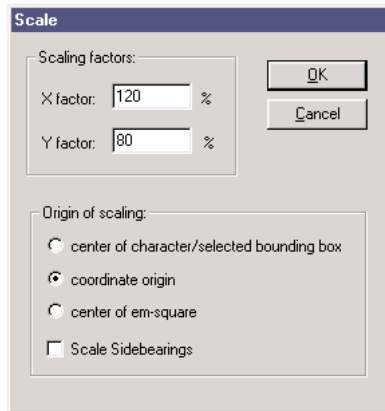 Scale
Scaling factors:
X factor: 120 %
Y factor: 80 %
OK
Cancel
Origin of scaling:
center of character/selected bounding box
coordinate origin
center of em-square
Scale Sidebearings